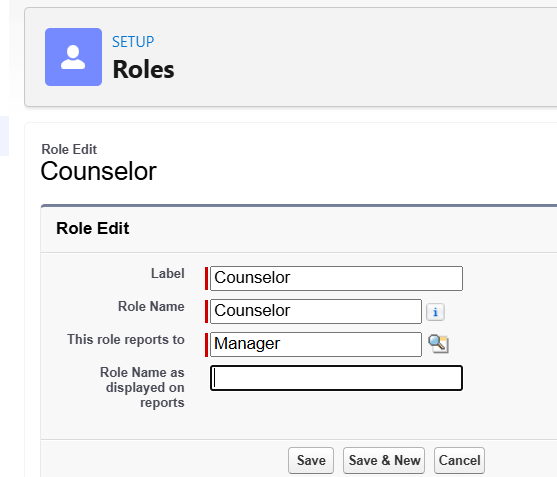 SETUP
Roles
Role Edit
Counselor
Role Edit
Label
Counselor
Role Name
Counselor
i
This role reports to
Manager
Role Name as
displayed on
reports
Save
Save & New
Cancel